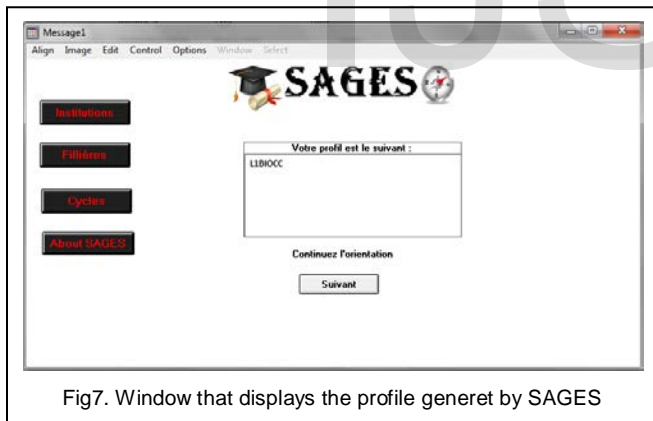 Message1
Align Image Edit Control Options Window Select
SAGES
Institutions
Fillières
Cycles
About SAGES
Votre profil est le suivant :
L1BIOCC
Continuez l'orientation
Suivant
Fig7. Window that displays the profile generet by SAGES